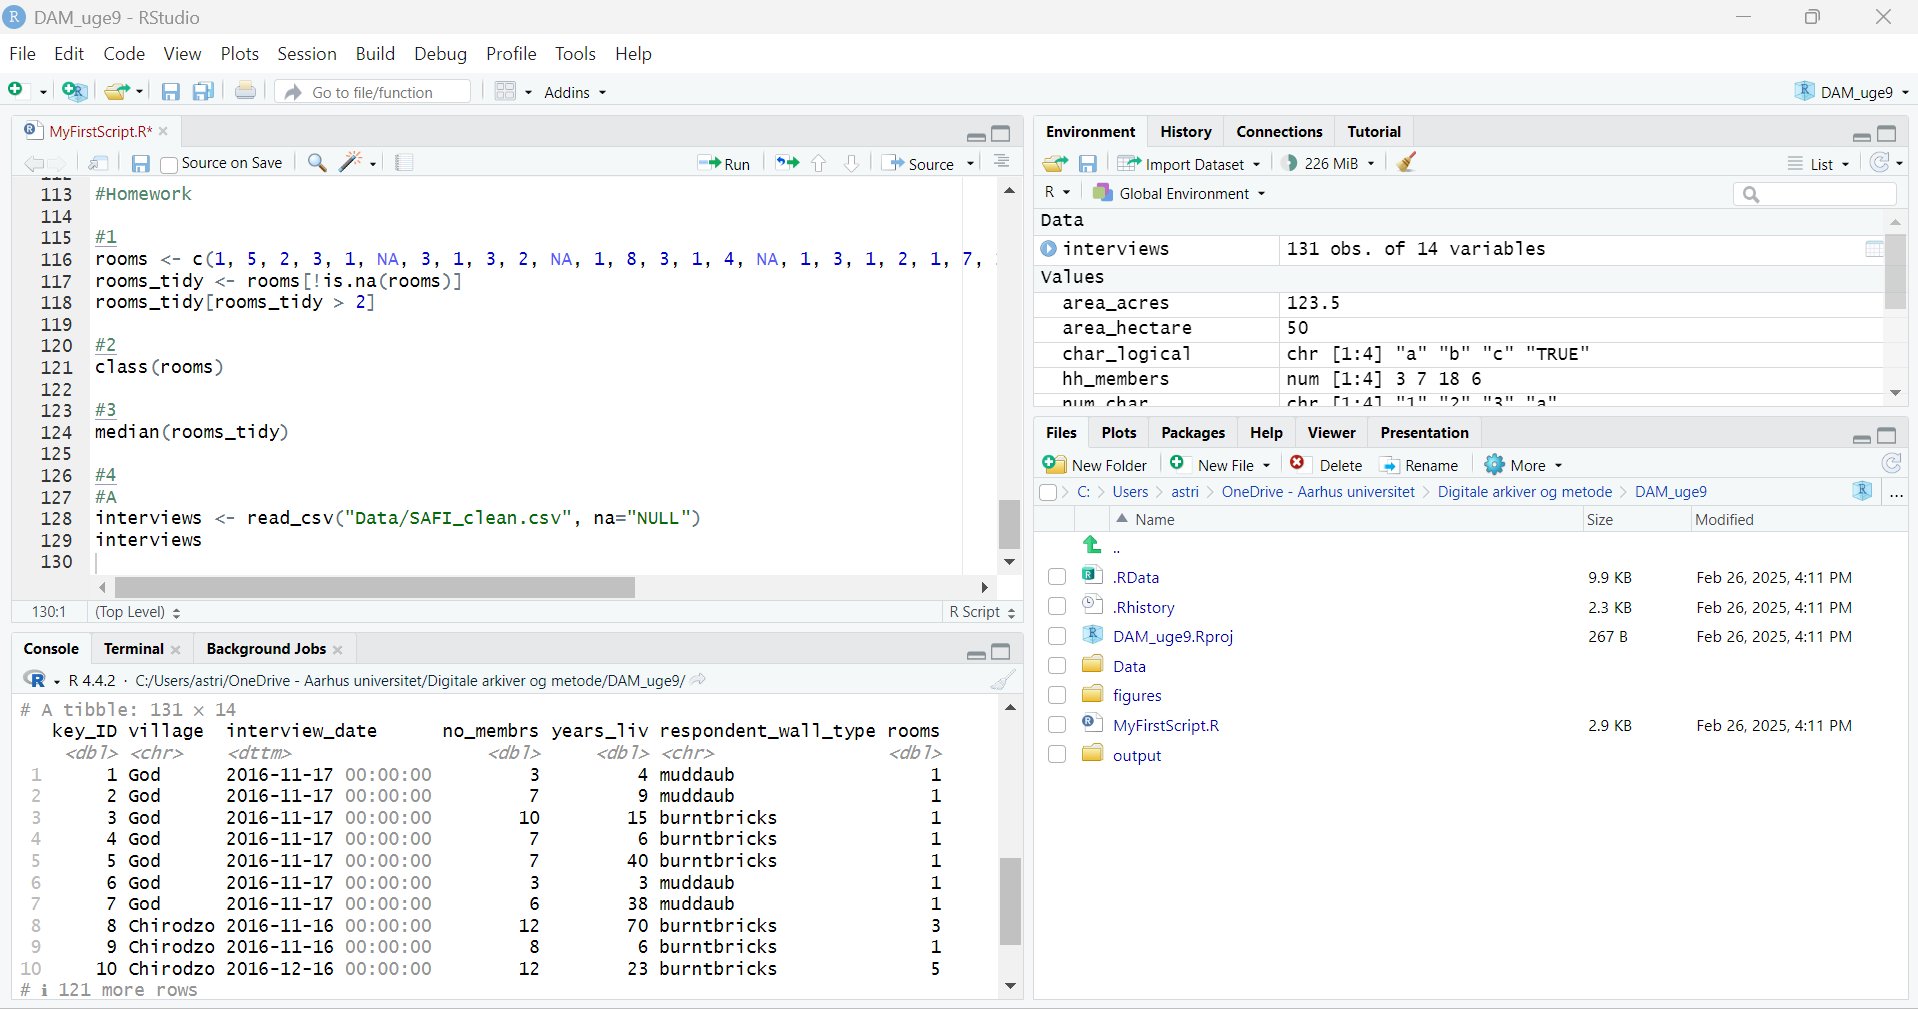 DAM_uge9 - RStudio
File Edit Code View Plots Session Build Debug Profile Tools Help
Go to file/function Addins DAM_uge9
MyFirstScript.R*
Source on Save Run Source
113 #Homework
114
115 #1
116 rooms <- c(1, 5, 2, 3, 1, NA, 3, 1, 3, 2, NA, 1, 8, 3, 1, 4, NA, 1, 3, 1, 2, 1, 7,
117 rooms_tidy <- rooms[!is.na(rooms)]
118 rooms_tidy[rooms_tidy > 2]
119
120 #2
121 class(rooms)
122
123 #3
124 median(rooms_tidy)
125
126 #4
127 #A
128 interviews <- read_csv("Data/SAFI_clean.csv", na="NULL")
129 interviews
130
130:1 (Top Level) R Script
Console Terminal Background Jobs
R 4.4.2 · C:/Users/astri/OneDrive - Aarhus universitet/Digitale arkiver og metode/DAM_uge9/
# A tibble: 131 × 14
key_ID village interview_date no_membrs years_liv respondent_wall_type rooms
<dbl> <chr> <dttm> <dbl> <dbl> <chr> <dbl>
1 1 God 2016-11-17 00:00:00 3 4 muddaub 1
2 2 God 2016-11-17 00:00:00 7 9 muddaub 1
3 3 God 2016-11-17 00:00:00 10 15 burntbricks 1
4 4 God 2016-11-17 00:00:00 7 6 burntbricks 1
5 5 God 2016-11-17 00:00:00 7 40 burntbricks 1
6 6 God 2016-11-17 00:00:00 3 3 muddaub 1
7 7 God 2016-11-17 00:00:00 6 38 muddaub 1
8 8 Chirodzo 2016-11-16 00:00:00 12 70 burntbricks 3
9 9 Chirodzo 2016-11-16 00:00:00 8 6 burntbricks 1
10 10 Chirodzo 2016-12-16 00:00:00 12 23 burntbricks 5
# i 121 more rows
Environment History Connections Tutorial
Import Dataset 226 MiB List
R Global Environment
Data
interviews 131 obs. of 14 variables
Values
area_acres 123.5
area_hectare 50
char_logical chr [1:4] "a" "b" "c" "TRUE"
hh_members num [1:4] 3 7 18 6
num_char chr [1:4] "1" "2" "3" "a"
Files Plots Packages Help Viewer Presentation
New Folder New File Delete Rename More
C: Users astri OneDrive - Aarhus universitet Digitale arkiver og metode DAM_uge9 ...
Name Size Modified
..
.RData 9.9 KB Feb 26, 2025, 4:11 PM
.Rhistory 2.3 KB Feb 26, 2025, 4:11 PM
DAM_uge9.Rproj 267 B Feb 26, 2025, 4:11 PM
Data
figures
MyFirstScript.R 2.9 KB Feb 26, 2025, 4:11 PM
output